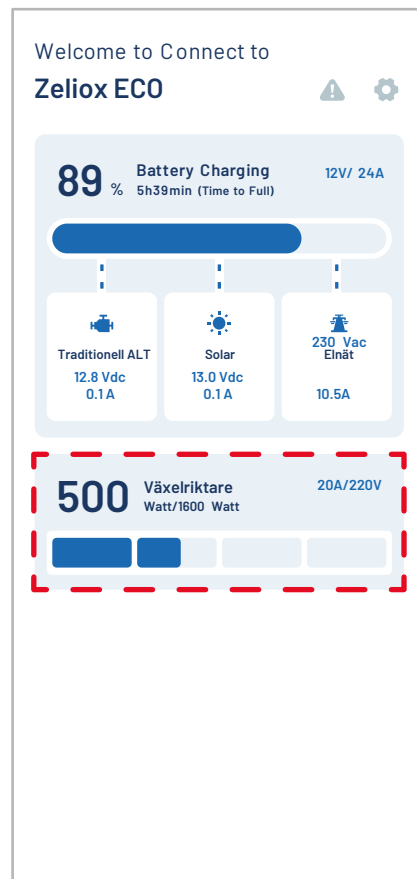 Welcome to Connect to
Zeliox ECO
89 %
Battery Charging
5h39min (Time to Full)
12V/ 24A
Traditionell ALT
12.8 Vdc
0.1 A
Solar
13.0 Vdc
0.1 A
230 Vac
Elnät
10.5A
500
Växelriktare
Watt/1600 Watt
20A/220V